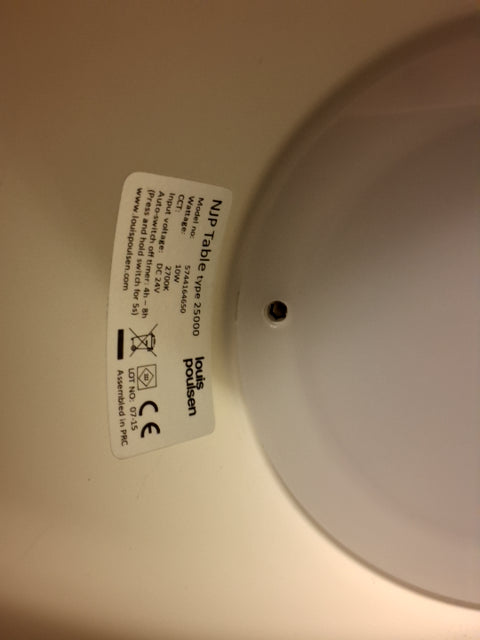 NJP Table type 25000
louis
poulsen
Model no: 5744164650
Wattage: 10W
CCT: 2700K
Input voltage: DC 24V
Auto-switch off timer: 4h - 8h
(Press and hold switch for 5s)
www.louispoulsen.com
CE
LOT NO: 07-15
Assembled in PRC